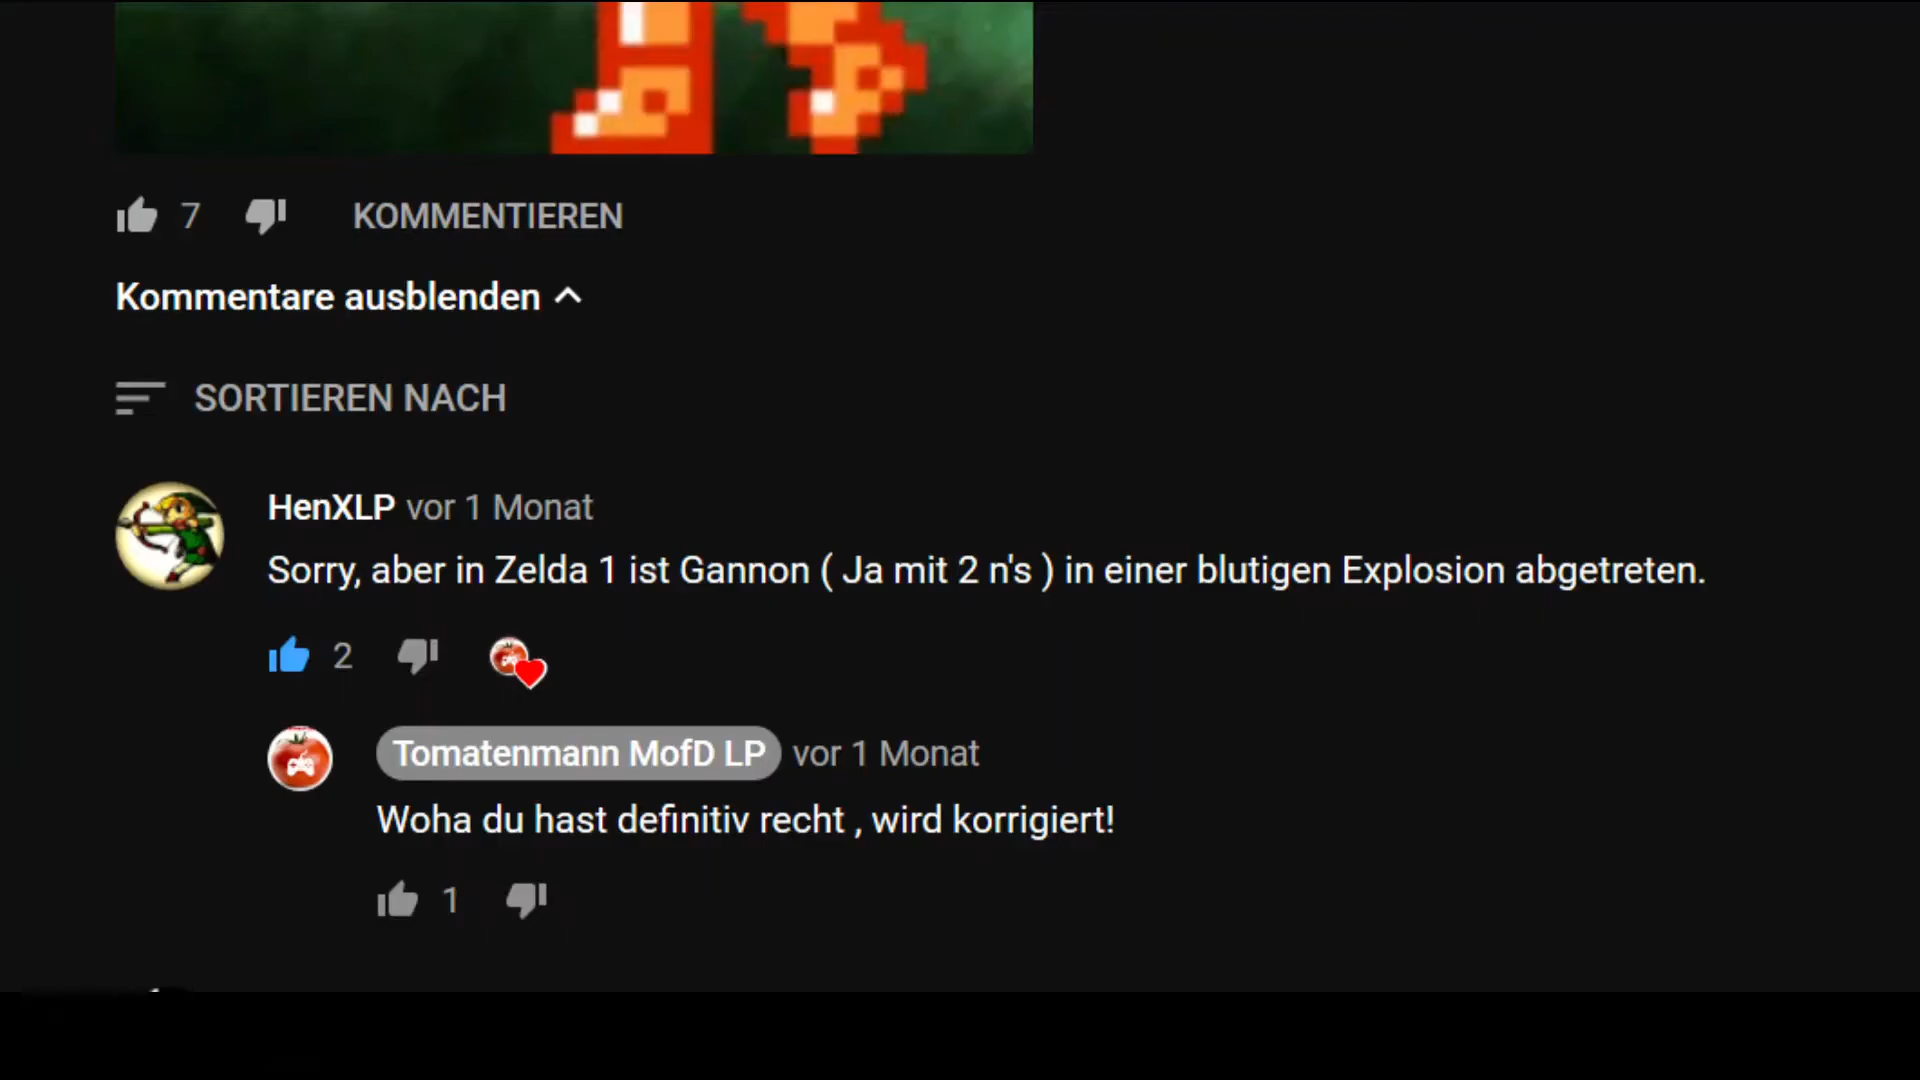 7 KOMMENTIEREN
Kommentare ausblenden
SORTIEREN NACH
HenXLP vor 1 Monat
Sorry, aber in Zelda 1 ist Gannon ( Ja mit 2 n's ) in einer blutigen Explosion abgetreten.
2
Tomatenmann MofD LP vor 1 Monat
Woha du hast definitiv recht , wird korrigiert!
1